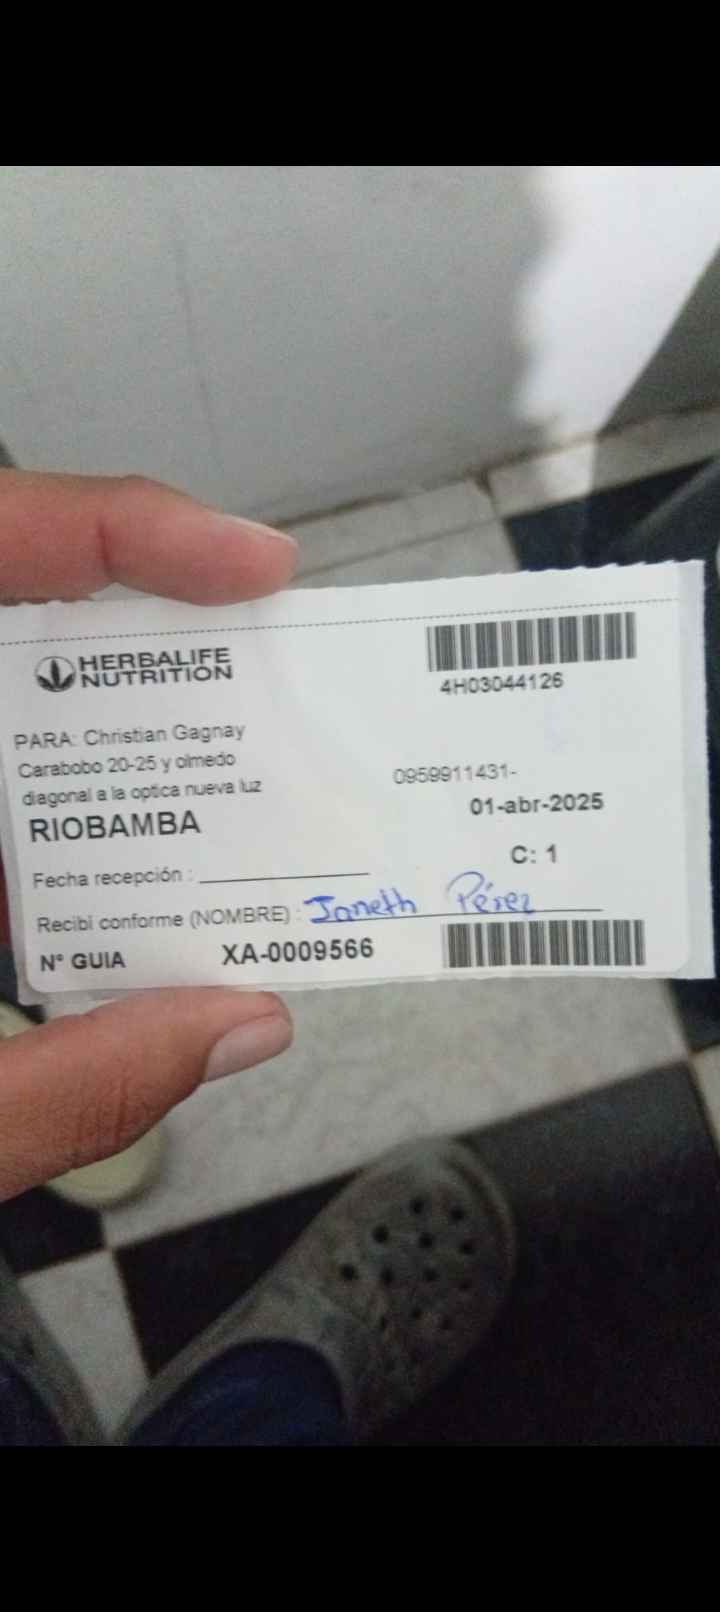 HERBALIFE
NUTRITION
4H03044126
PARA: Christian Gagnay
Carabobo 20-25 y olmedo
diagonal a la optica nueva luz
0959911431-
RIOBAMBA
01-abr-2025
C: 1
Fecha recepción :
Recibi conforme (NOMBRE) : Janeth Pérez
N° GUIA XA-0009566